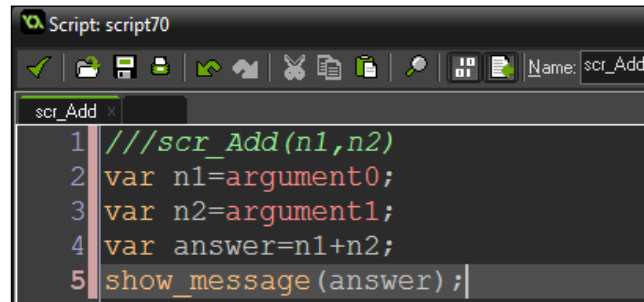 Script: script70
Name: scr_Add
scr_Add ×
1 ///scr_Add(n1,n2)
2 var n1=argument0;
3 var n2=argument1;
4 var answer=n1+n2;
5 show_message(answer);